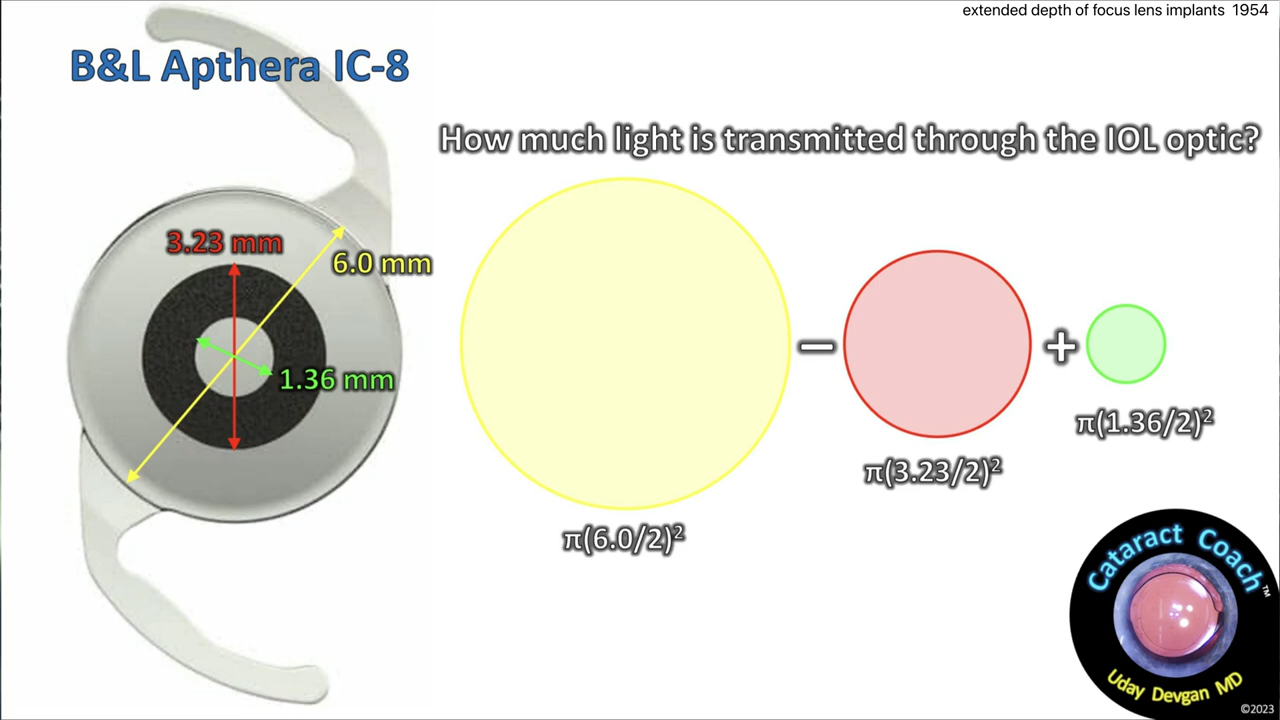 extended depth of focus lens implants 1954
B&L Apthera IC-8
How much light is transmitted through the IOL optic?
3.23 mm
6.0 mm
1.36 mm
−
+
π(1.36/2)²
π(3.23/2)²
π(6.0/2)²
Cataract Coach™
Uday Devgan MD
©2023